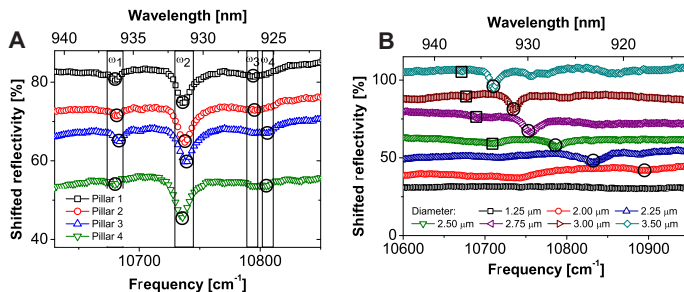 A
Wavelength [nm]
940 935 931 925
ω1 ω2 ω3 ω4
Shifted reflectivity [%]
80
60
40
Pillar 1
Pillar 2
Pillar 3
Pillar 4
10700 10800
Frequency [cm⁻¹]
B
Wavelength [nm]
940 930 920
Shifted reflectivity [%]
100
50
0
Diameter: 1.25 μm 2.00 μm 2.25 μm
2.50 μm 2.75 μm 3.00 μm 3.50 μm
10600 10700 10800 10900
Frequency [cm⁻¹]